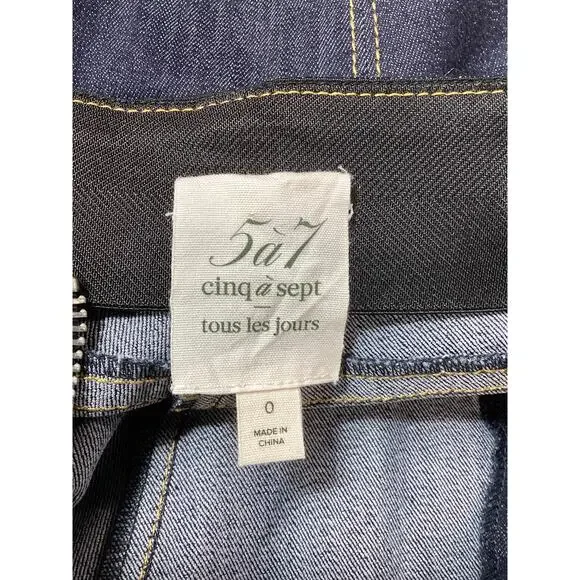 5à7
cinq à sept
tous les jours
0
MADE IN
CHINA